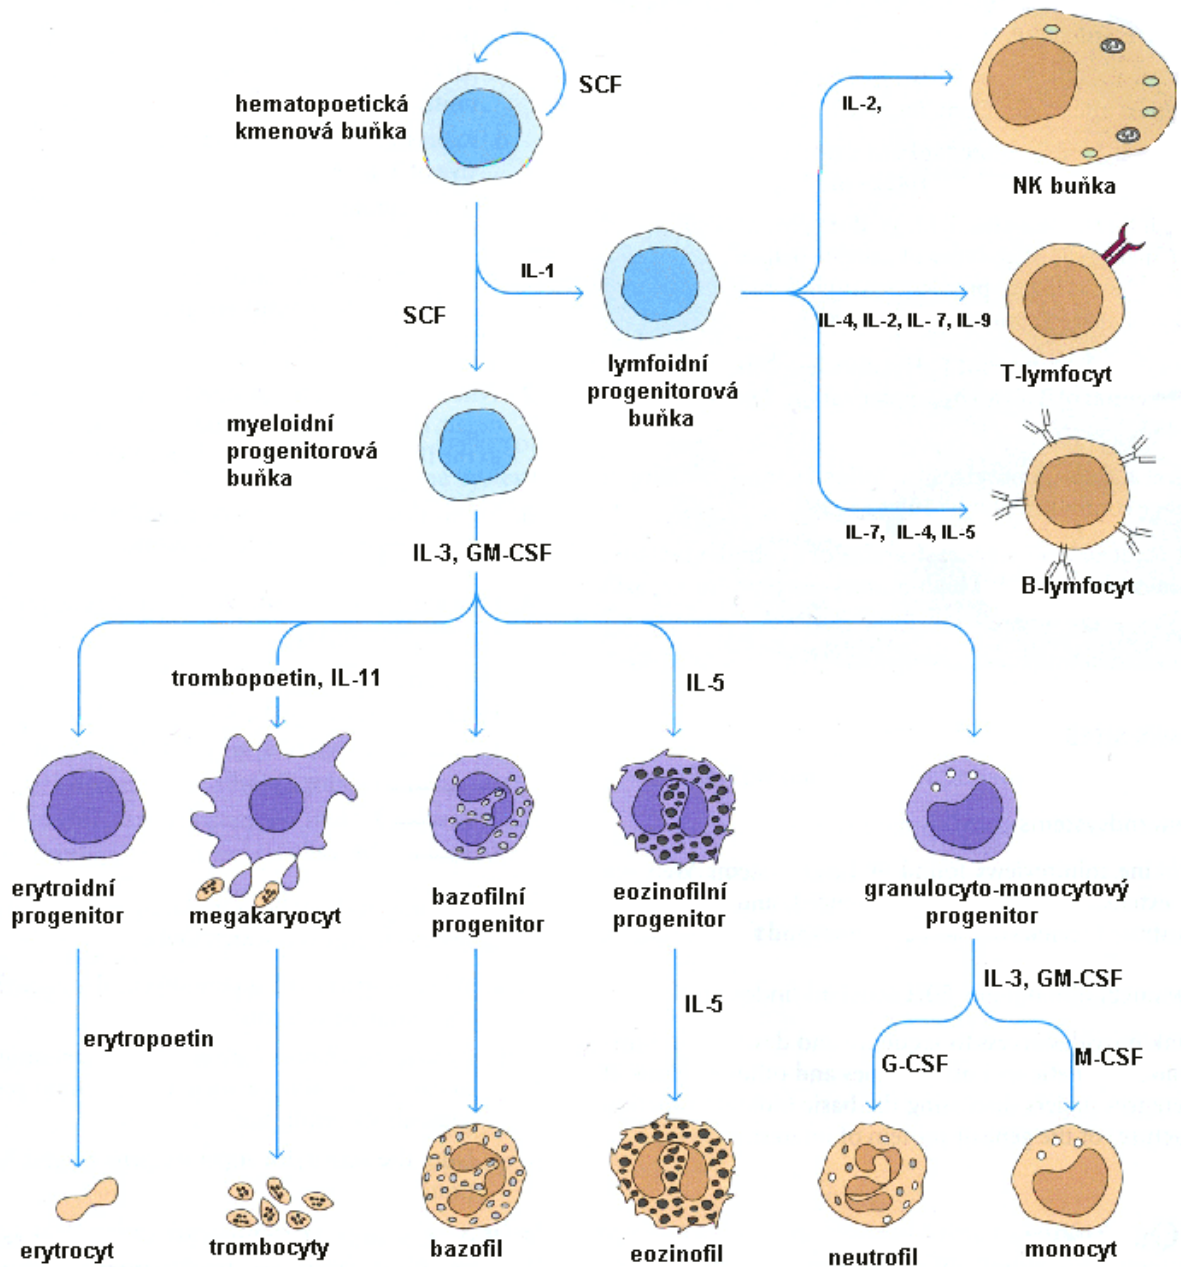 SCF
hematopoetická
kmenová buňka
IL-2,
NK buňka
IL-1
SCF
IL-4, IL-2, IL- 7, IL-9
lymfoidní
progenitorová
buňka
T-lymfocyt
myeloidní
progenitorová
buňka
IL-7, IL-4, IL-5
IL-3, GM-CSF
B-lymfocyt
trombopoetin, IL-11
IL-5
erytroidní
progenitor
megakaryocyt
bazofilní
progenitor
eozinofilní
progenitor
granulocyto-monocytový
progenitor
IL-3, GM-CSF
IL-5
erytropoetin
G-CSF
M-CSF
erytrocyt
trombocyty
bazofil
eozinofil
neutrofil
monocyt